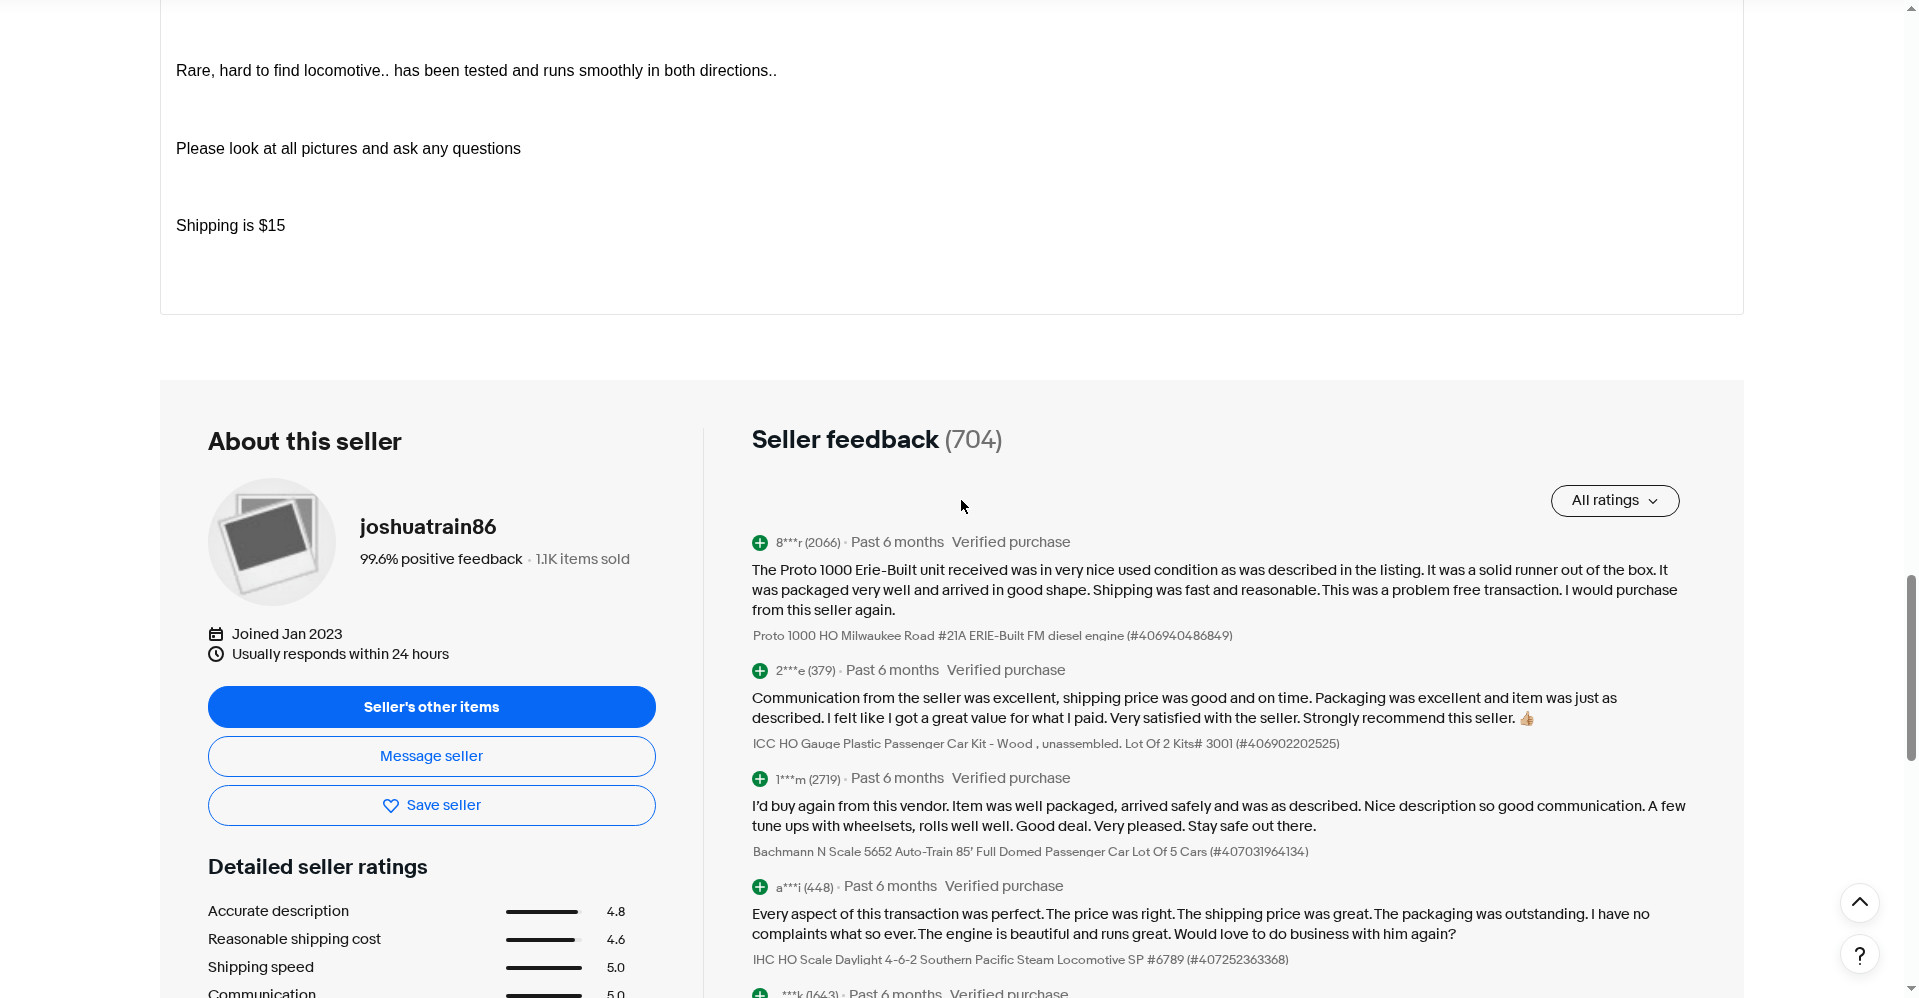 Rare, hard to find locomotive.. has been tested and runs smoothly in both directions..
Please look at all pictures and ask any questions
Shipping is $15
About this seller
joshuatrain86
99.6% positive feedback • 1.1K items sold
Joined Jan 2023
Usually responds within 24 hours
Seller's other items
Message seller
Save seller
Detailed seller ratings
Accurate description 4.8
Reasonable shipping cost 4.6
Shipping speed 5.0
Communication 5.0
Seller feedback (704)
All ratings
8***r (2066) • Past 6 months Verified purchase
The Proto 1000 Erie-Built unit received was in very nice used condition as was described in the listing. It was a solid runner out of the box. It
was packaged very well and arrived in good shape. Shipping was fast and reasonable. This was a problem free transaction. I would purchase
from this seller again.
Proto 1000 HO Milwaukee Road #21A ERIE-Built FM diesel engine (#406940486849)
2***e (379) • Past 6 months Verified purchase
Communication from the seller was excellent, shipping price was good and on time. Packaging was excellent and item was just as
described. I felt like I got a great value for what I paid. Very satisfied with the seller. Strongly recommend this seller. 👍🏼
ICC HO Gauge Plastic Passenger Car Kit - Wood , unassembled. Lot Of 2 Kits# 3001 (#406902202525)
1***m (2719) • Past 6 months Verified purchase
I'd buy again from this vendor. Item was well packaged, arrived safely and was as described. Nice description so good communication. A few
tune ups with wheelsets, rolls well well. Good deal. Very pleased. Stay safe out there.
Bachmann N Scale 5652 Auto-Train 85' Full Domed Passenger Car Lot Of 5 Cars (#407031964134)
a***i (448) • Past 6 months Verified purchase
Every aspect of this transaction was perfect. The price was right. The shipping price was great. The packaging was outstanding. I have no
complaints what so ever. The engine is beautiful and runs great. Would love to do business with him again?
IHC HO Scale Daylight 4-6-2 Southern Pacific Steam Locomotive SP #6789 (#407252363368)
***k (1643) • Past 6 months Verified purchase